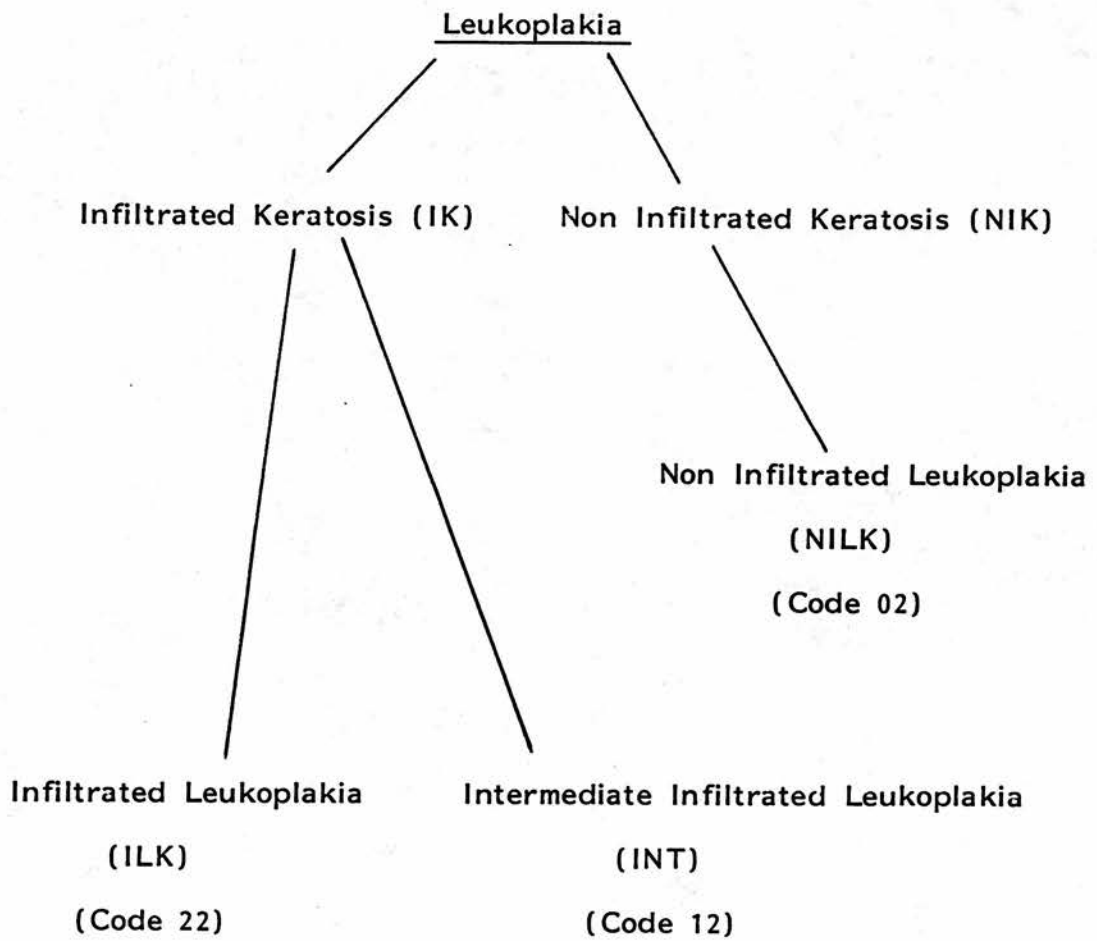 Leukoplakia
Infiltrated Keratosis (IK)
Non Infiltrated Keratosis (NIK)
Non Infiltrated Leukoplakia
(NILK)
(Code 02)
Infiltrated Leukoplakia
(ILK)
(Code 22)
Intermediate Infiltrated Leukoplakia
(INT)
(Code 12)